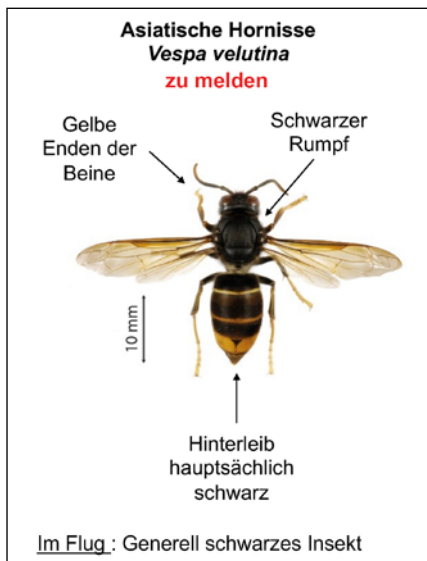 Asiatische Hornisse
Vespa velutina
zu melden
Gelbe
Enden der
Beine
Schwarzer
Rumpf
10 mm
Hinterleib
hauptsächlich
schwarz
Im Flug : Generell schwarzes Insekt